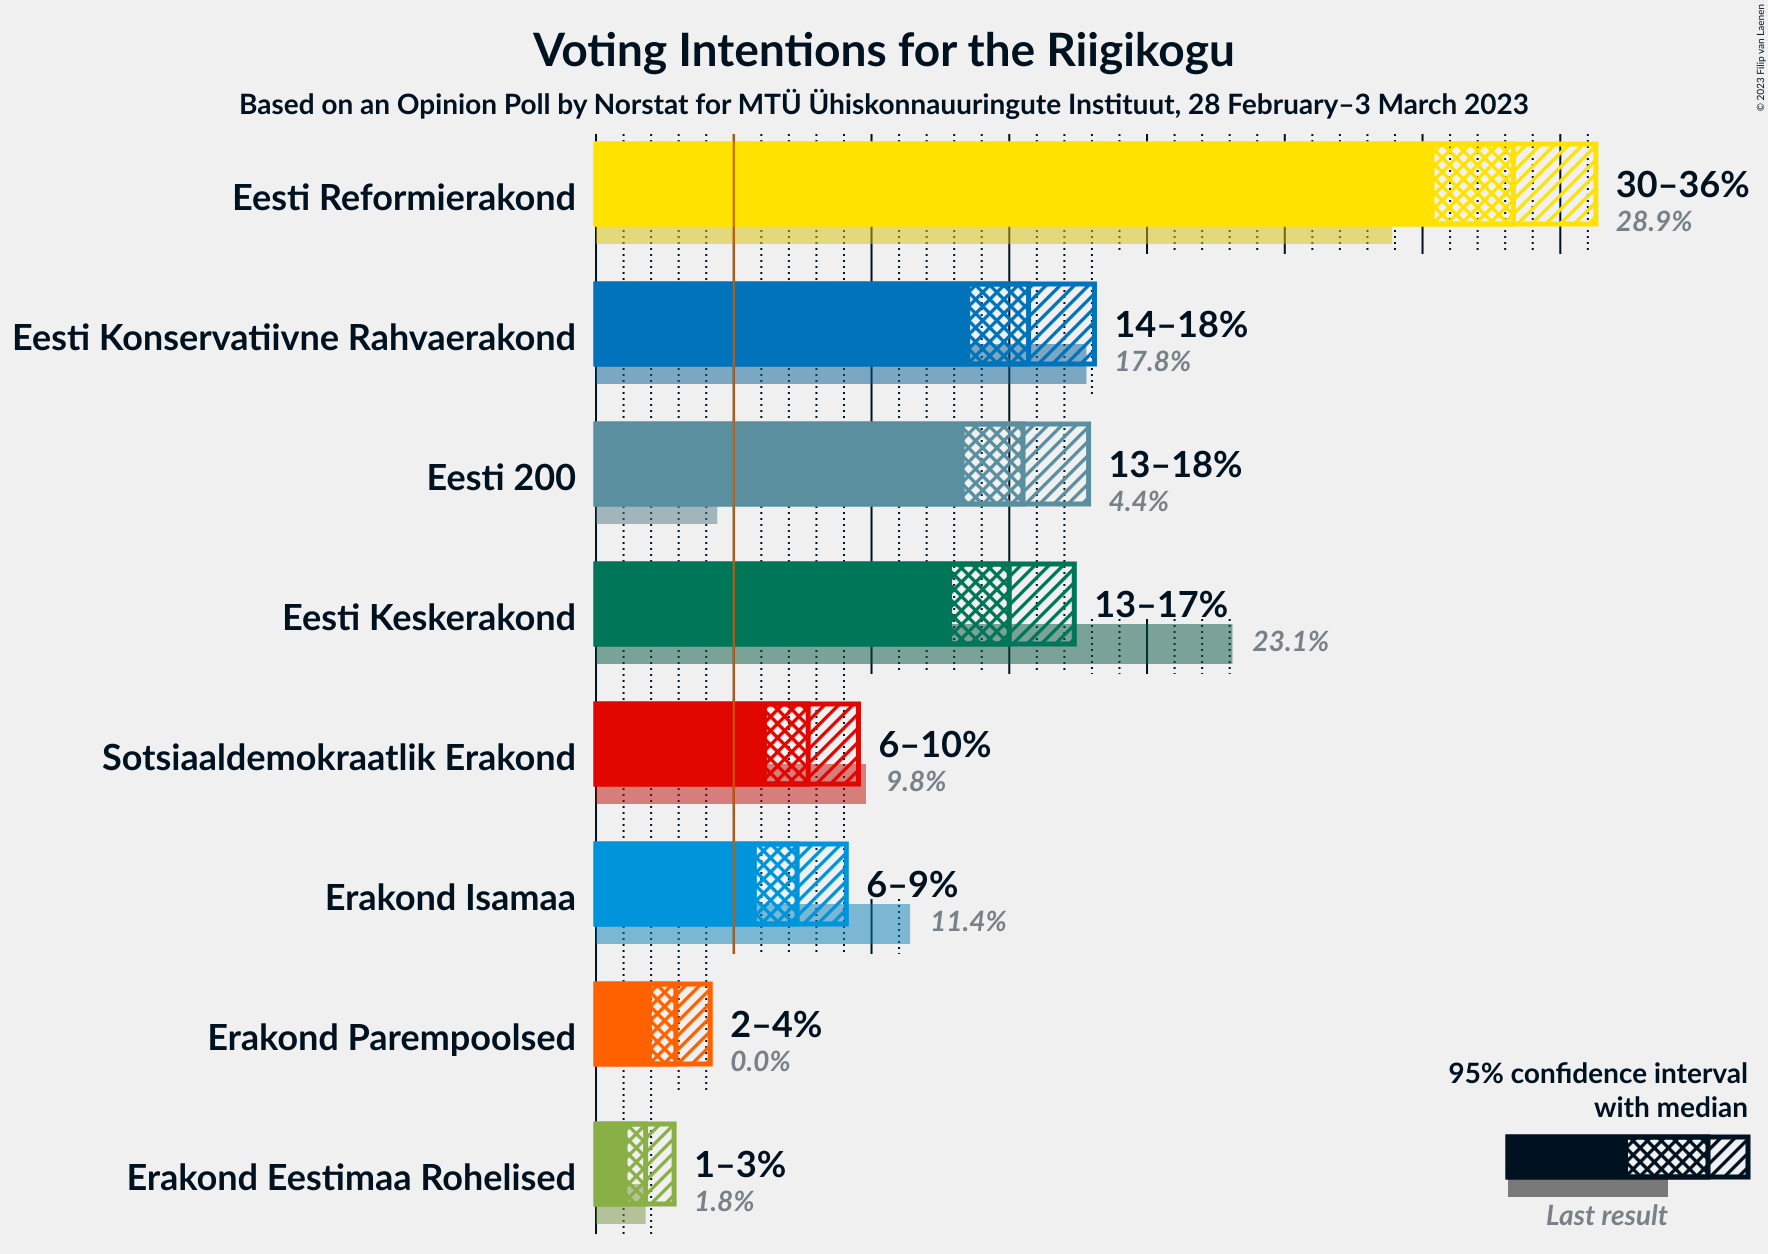 Voting Intentions for the Riigikogu
Based on an Opinion Poll by Norstat for MTÜ Ühiskonnauuringute Instituut, 28 February–3 March 2023
© 2023 Filip van Laenen
Eesti Reformierakond
30–36%
28.9%
Eesti Konservatiivne Rahvaerakond
14–18%
17.8%
Eesti 200
13–18%
4.4%
Eesti Keskerakond
13–17%
23.1%
Sotsiaaldemokraatlik Erakond
6–10%
9.8%
Erakond Isamaa
6–9%
11.4%
Erakond Parempoolsed
2–4%
0.0%
Erakond Eestimaa Rohelised
1–3%
1.8%
95% confidence interval
with median
Last result